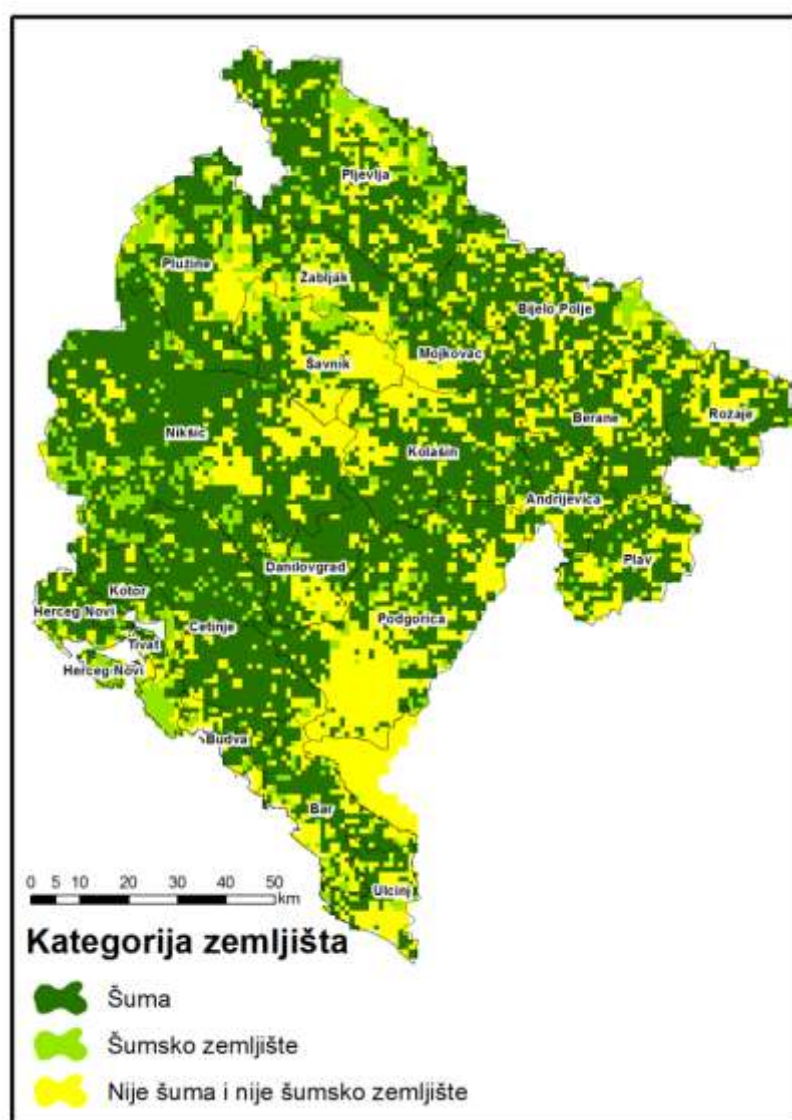 Pljevlja
Plužine
Žabljak
Bijelo Polje
Šavnik
Mojkovac
Nikšić
Berane
Rožaje
Kolašin
Andrijevica
Danilovgrad
Plav
Kotor
Herceg Novi
Cetinje
Podgorica
Tivat
Herceg-Novi
Budva
Bar
Ulcinj
0 5 10 20 30 40 50
km
Kategorija zemljišta
Šuma
Šumsko zemljište
Nije šuma i nije šumsko zemljište